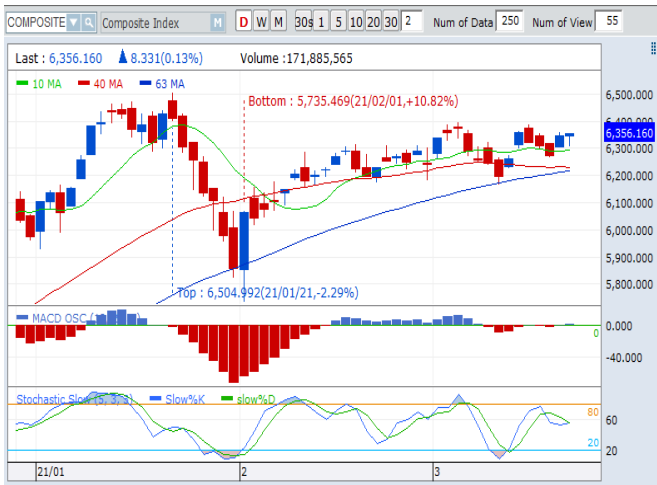 COMPOSITE Composite Index M D W M 30s 1 5 10 20 30 2 Num of Data 250 Num of View 55
Last : 6,356.160 8.331(0.13%) Volume :171,885,565
10 MA 40 MA 63 MA
Bottom : 5,735.469(21/02/01,+10.82%)
6,500.000
6,400.000
6,356.160
6,300.000
6,200.000
6,100.000
6,000.000
5,900.000
5,800.000
Top : 6,504.992(21/01/21,-2.29%)
MACD OSC
0.000
0
-40.000
Stochastic Slow (5, 3, 3) Slow%K slow%D
80
60
20
20
21/01 2 3